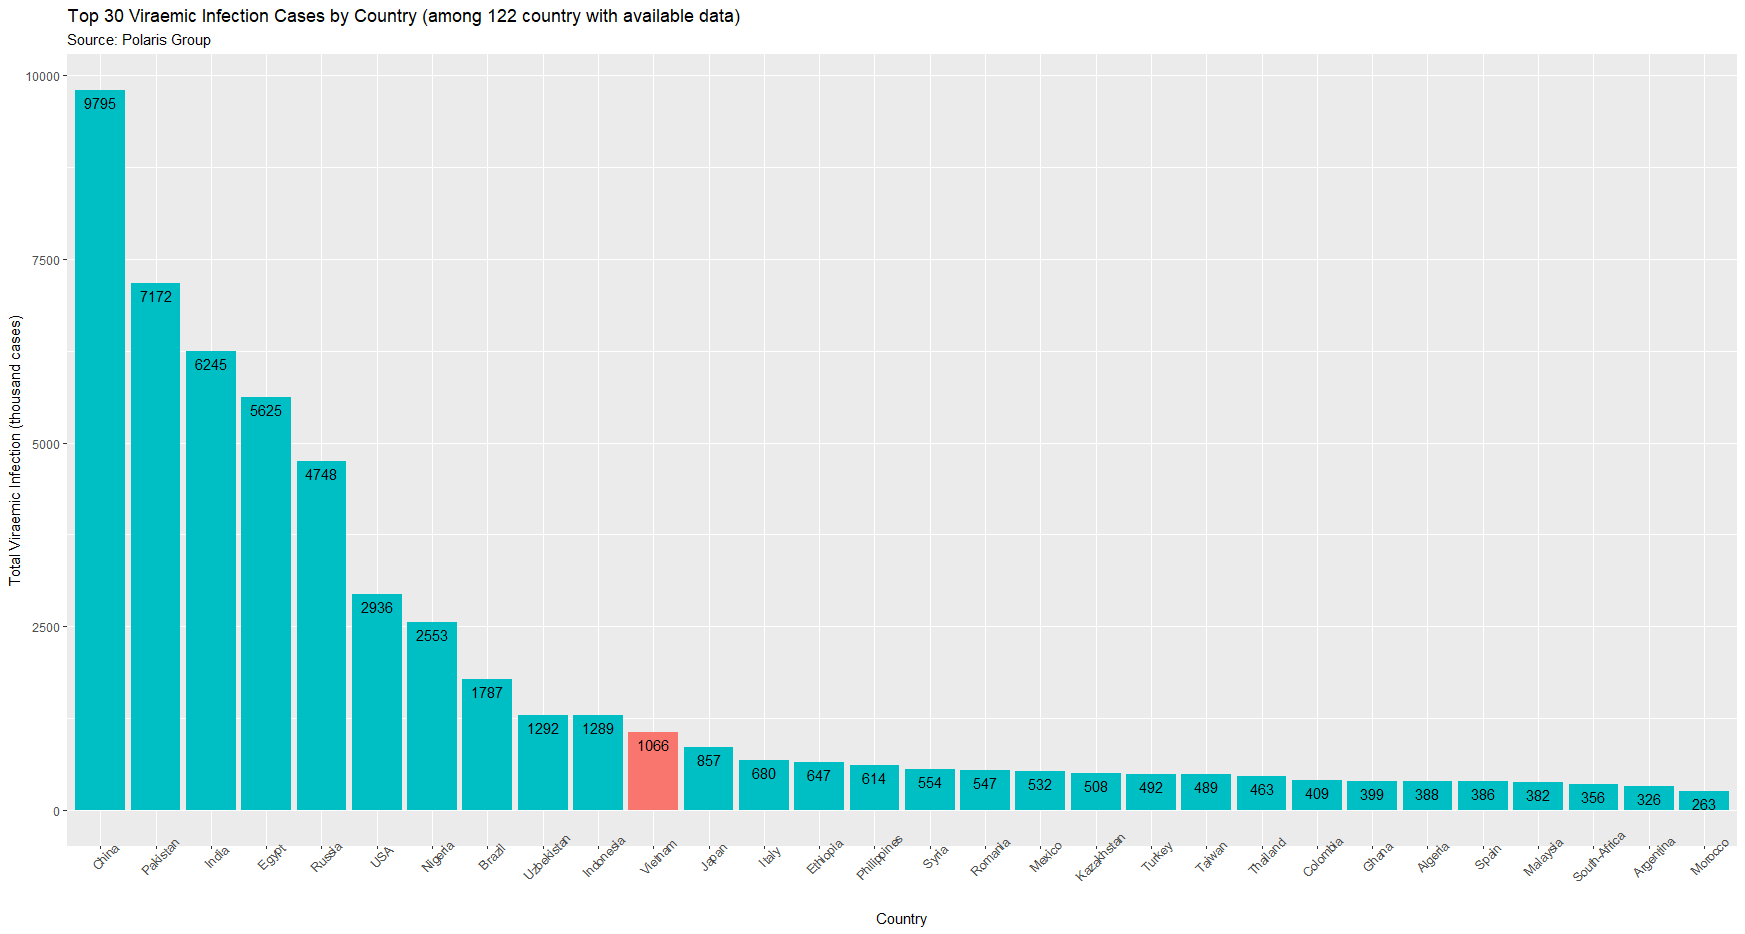 Top 30 Viraemic Infection Cases by Country (among 122 country with available data)
Source: Polaris Group
Total Viraemic Infection (thousand cases)
10000
7500
5000
2500
0
9795
7172
6245
5625
4748
2936
2553
1787
1292
1289
1066
857
680
647
614
554
547
532
508
492
489
463
409
399
388
386
382
356
326
263
China
Pakistan
India
Egypt
Russia
USA
Nigeria
Brazil
Uzbekistan
Indonesia
Vietnam
Japan
Italy
Ethiopia
Philippines
Syria
Romania
Mexico
Kazakhstan
Turkey
Taiwan
Thailand
Colombia
Ghana
Algeria
Spain
Malaysia
South-Africa
Argentina
Morocco
Country